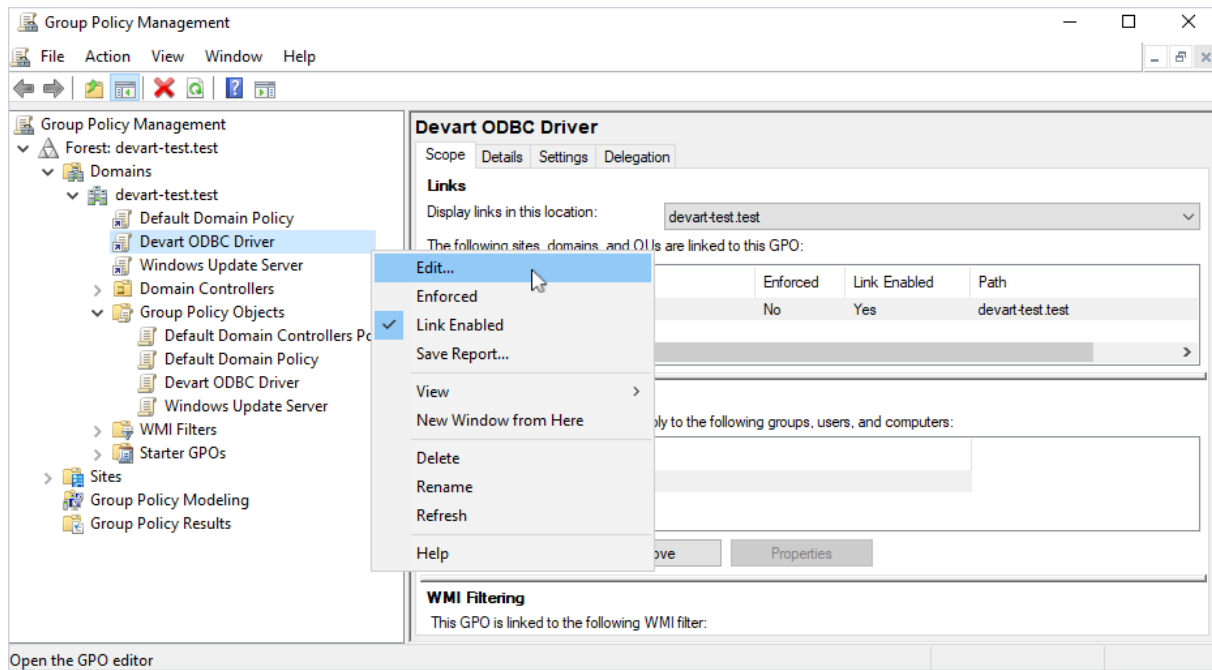 Group Policy Management
File Action View Window Help
Group Policy Management
Forest: devart-test.test
Domains
devart-test.test
Default Domain Policy
Devart ODBC Driver
Windows Update Server
Domain Controllers
Group Policy Objects
Default Domain Controllers
Default Domain Policy
Devart ODBC Driver
Windows Update Server
WMI Filters
Starter GPOs
Sites
Group Policy Modeling
Group Policy Results
Edit...
Enforced
Link Enabled
Save Report...
View
New Window from Here
Delete
Rename
Refresh
Help
Devart ODBC Driver
Scope Details Settings Delegation
Links
Display links in this location: devart-test.test
The following sites, domains, and OUs are linked to this GPO:
Enforced Link Enabled Path
No Yes devart-test.test
to the following groups, users, and computers:
Properties
WMI Filtering
This GPO is linked to the following WMI filter:
Open the GPO editor